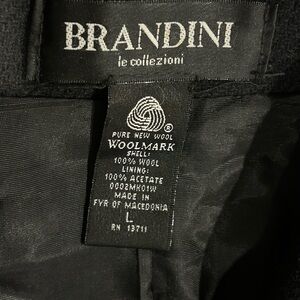 BRANDINI
le collezioni
®
PURE NEW WOOL
WOOLMARK
SHELL:
100% WOOL
LINING:
100% ACETATE
0002MK01W
MADE IN
FYR OF MACEDONIA
L
RN 13711